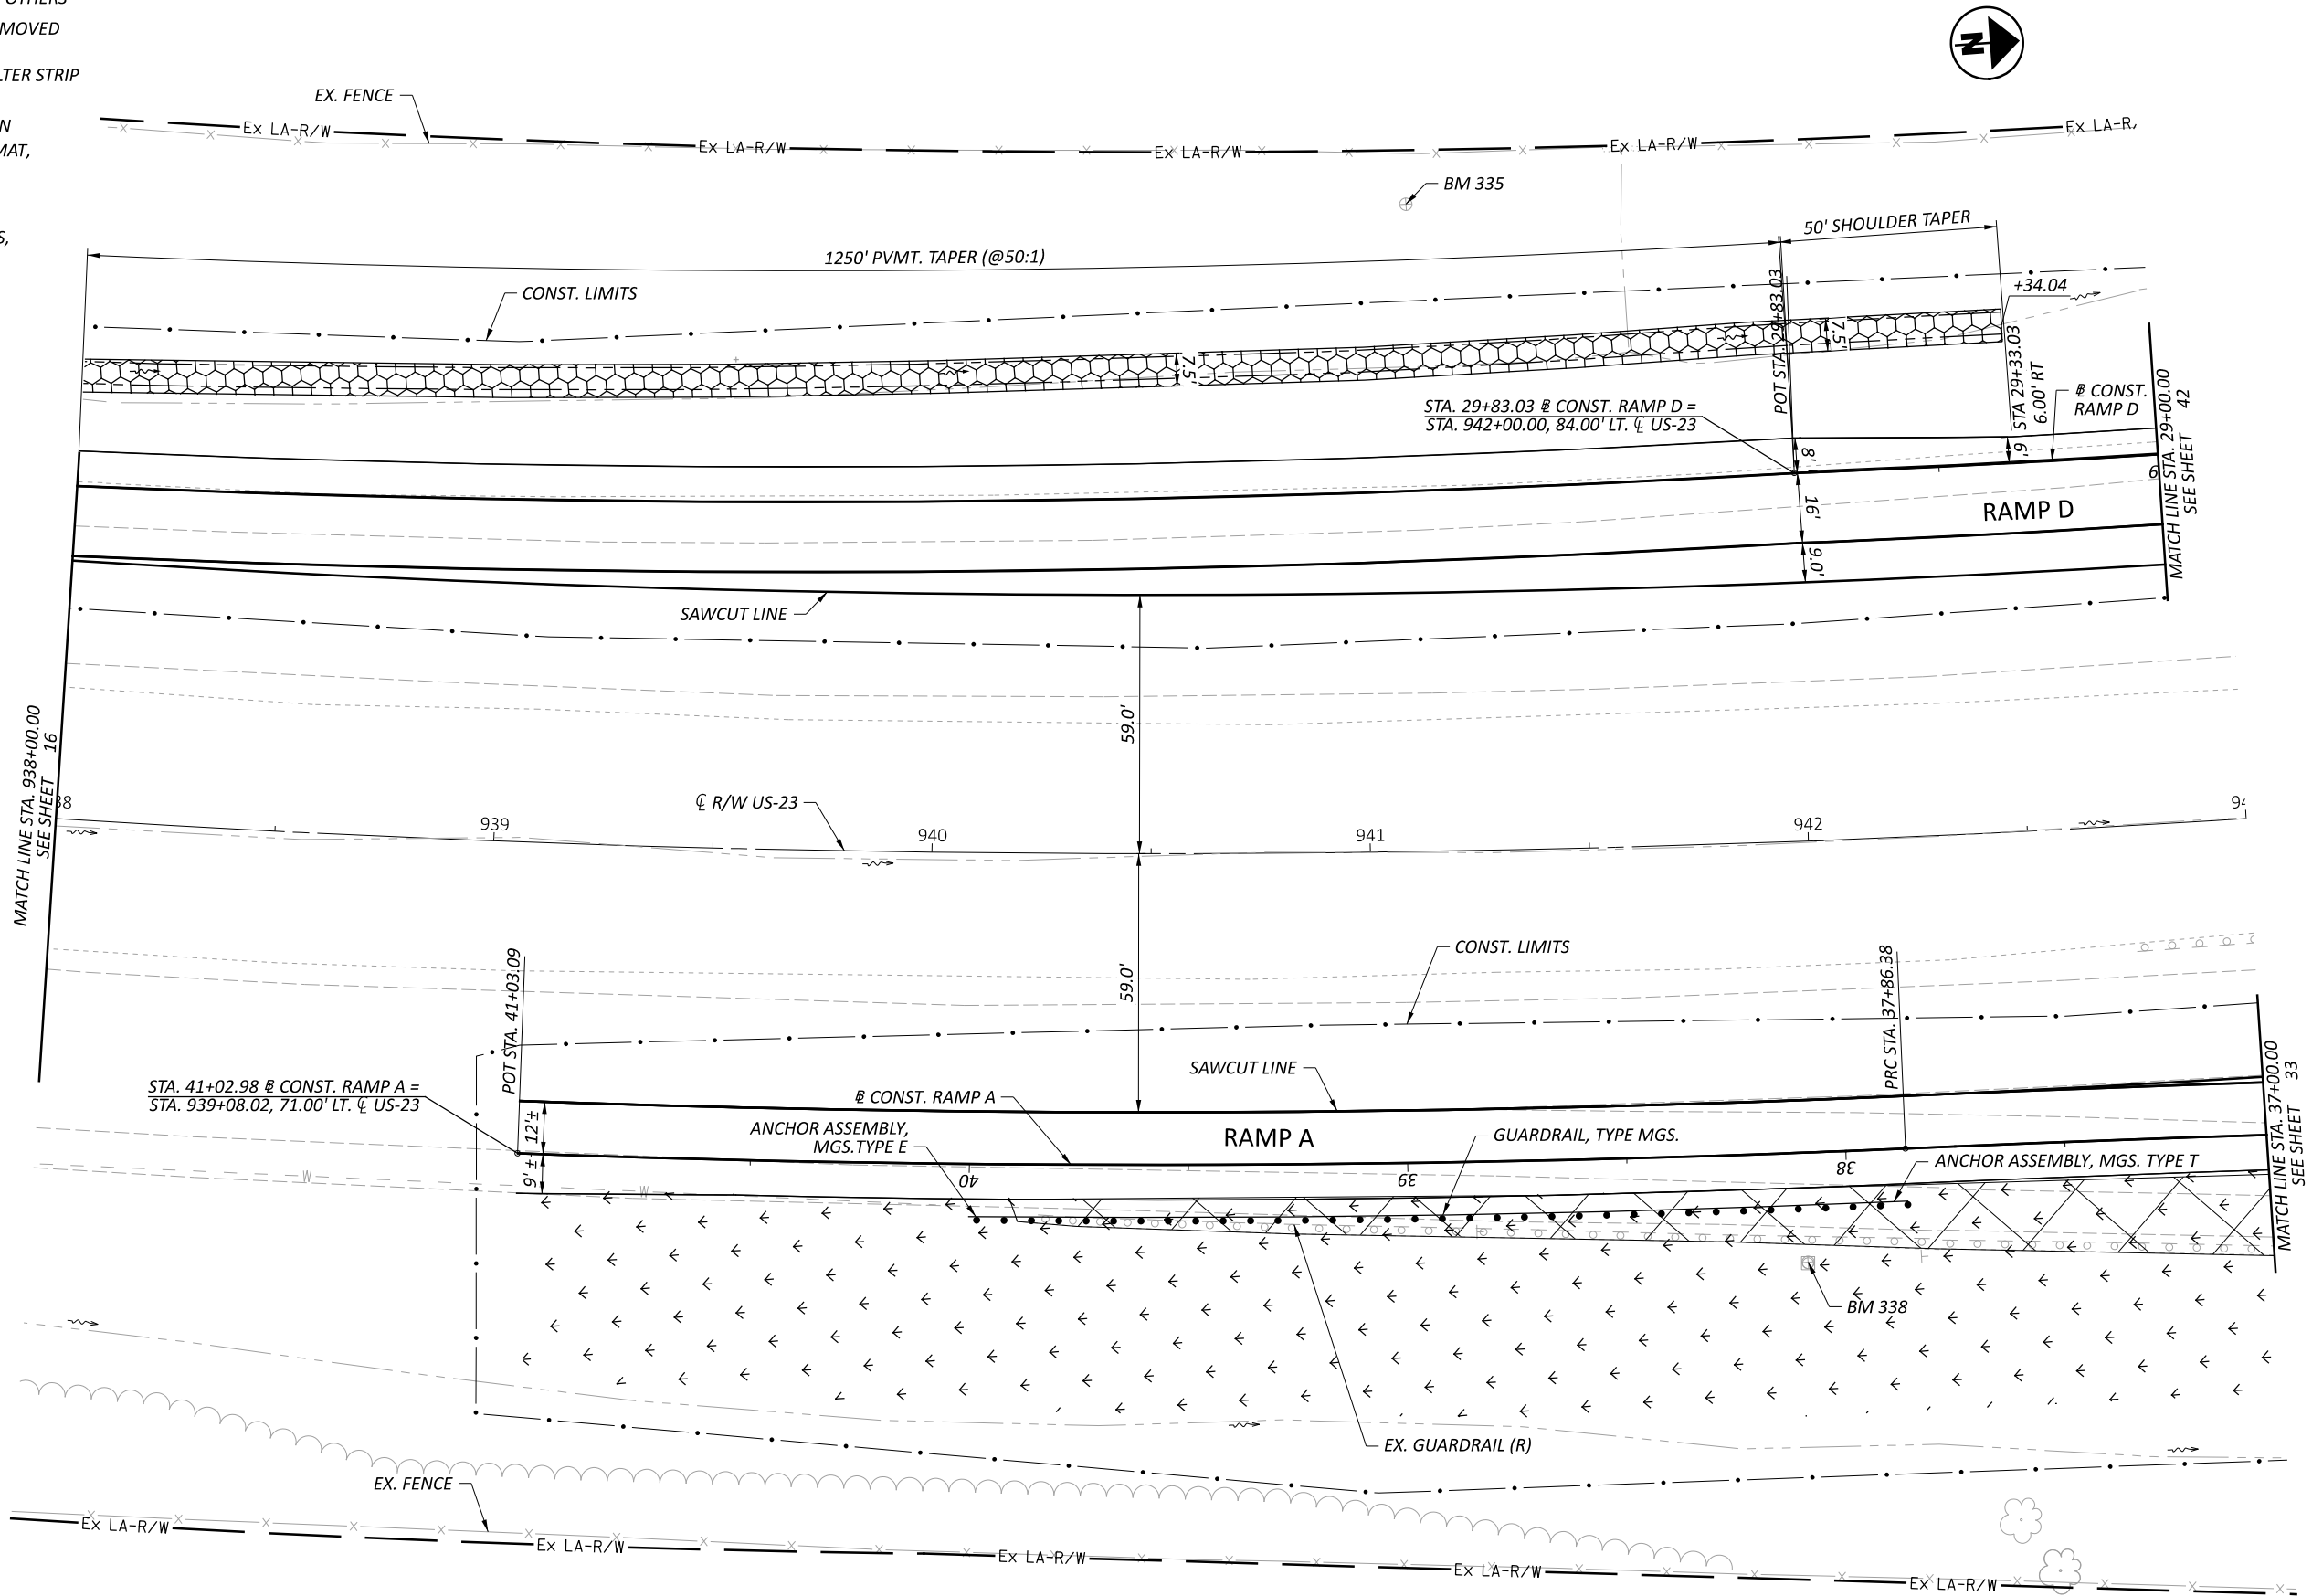 OTHERS
MOVED
LTER STRIP
N
MAT,
S,
N
EX. FENCE
Ex LA-R/W
Ex LA-R/W
Ex LA-R/W
Ex LA-R/W
Ex LA-R,
BM 335
50' SHOULDER TAPER
1250' PVMT. TAPER (@50:1)
CONST. LIMITS
POT STA. 29+83.03
+34.04
7.5'
7.5'
STA 29+33.03
6.00' RT
STA. 29+83.03 ⅊ CONST. RAMP D =
STA. 942+00.00, 84.00' LT. ℄ US-23
⅊ CONST.
RAMP D
MATCH LINE STA. 29+00.00
SEE SHEET 42
8'
6'
6
16'
RAMP D
9.0'
SAWCUT LINE
59.0'
MATCH LINE STA. 938+00.00
SEE SHEET 16
38
℄ R/W US-23
939
940
941
942
94
59.0'
CONST. LIMITS
POT STA. 41+03.09
PRC STA. 37+86.38
SAWCUT LINE
STA. 41+02.98 ⅊ CONST. RAMP A =
STA. 939+08.02, 71.00' LT. ℄ US-23
⅊ CONST. RAMP A
12'±
9'±
ANCHOR ASSEMBLY,
MGS.TYPE E
RAMP A
GUARDRAIL, TYPE MGS.
ANCHOR ASSEMBLY, MGS. TYPE T
MATCH LINE STA. 37+00.00
SEE SHEET 33
40
39
38
W
W
BM 338
EX. GUARDRAIL (R)
EX. FENCE
Ex LA-R/W
Ex LA-R/W
Ex LA-R/W
Ex LA-R/W
Ex LA-R/W